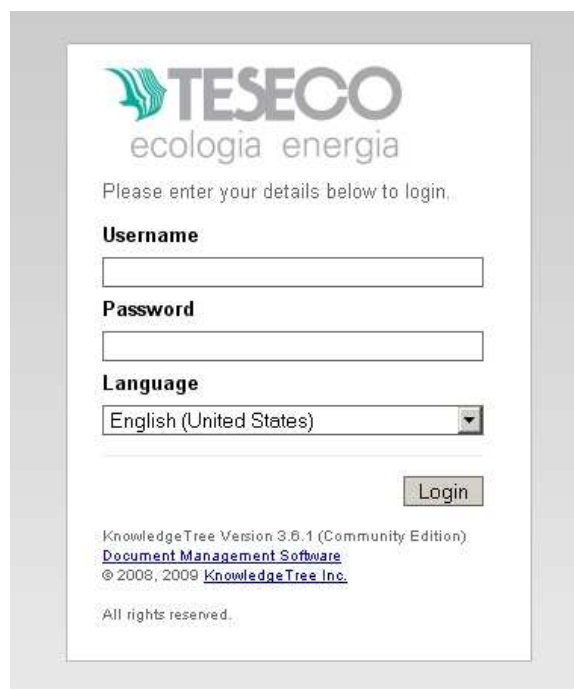 TESECO
ecologia energia
Please enter your details below to login.
Username
Password
Language
English (United States)
Login
KnowledgeTree Version 3.6.1 (Community Edition)
Document Management Software
© 2008, 2009 KnowledgeTree Inc.
All rights reserved.